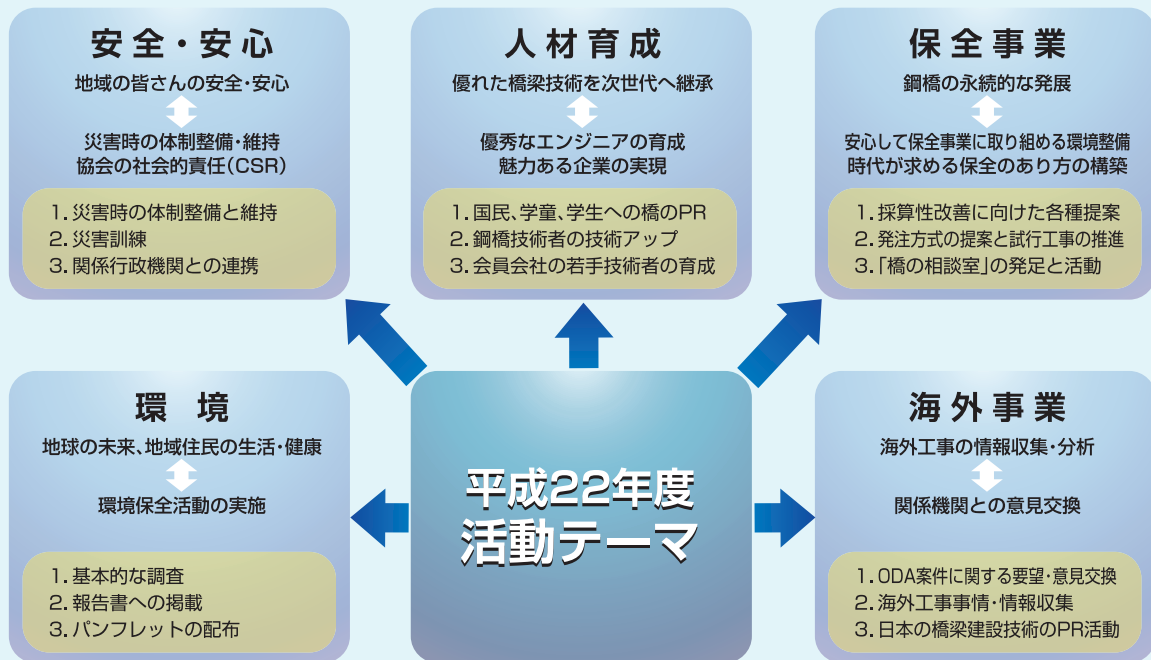 安全・安心
地域の皆さんの安全・安心
災害時の体制整備・維持
協会の社会的責任(CSR)
1. 災害時の体制整備と維持
2. 災害訓練
3. 関係行政機関との連携
人材育成
優れた橋梁技術を次世代へ継承
優秀なエンジニアの育成
魅力ある企業の実現
1. 国民、学童、学生への橋のPR
2. 鋼橋技術者の技術アップ
3. 会員会社の若手技術者の育成
保全事業
鋼橋の永続的な発展
安心して保全事業に取り組める環境整備
時代が求める保全のあり方の構築
1. 採算性改善に向けた各種提案
2. 発注方式の提案と試行工事の推進
3. 「橋の相談室」の発足と活動
環境
地球の未来、地域住民の生活・健康
環境保全活動の実施
1. 基本的な調査
2. 報告書への掲載
3. パンフレットの配布
平成22年度
活動テーマ
海外事業
海外工事の情報収集・分析
関係機関との意見交換
1. ODA案件に関する要望・意見交換
2. 海外工事事情・情報収集
3. 日本の橋梁建設技術のPR活動